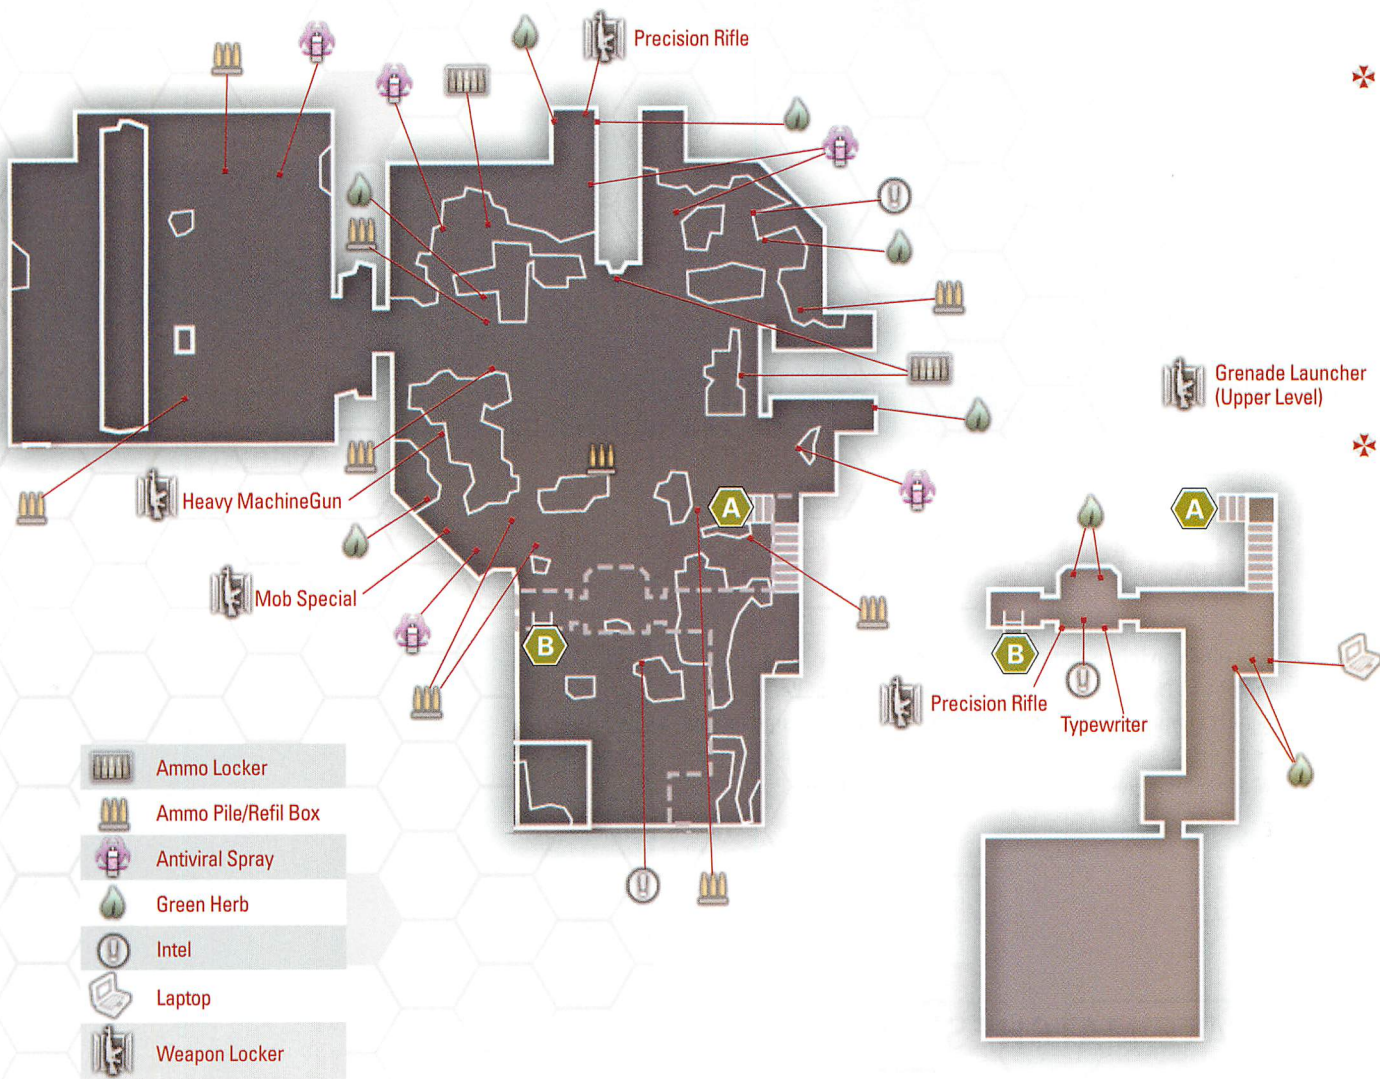 Precision Rifle
Grenade Launcher
(Upper Level)
Heavy MachineGun
A
A
Mob Special
B
B
Precision Rifle
Typewriter
Ammo Locker
Ammo Pile/Refil Box
Antiviral Spray
Green Herb
Intel
Laptop
Weapon Locker